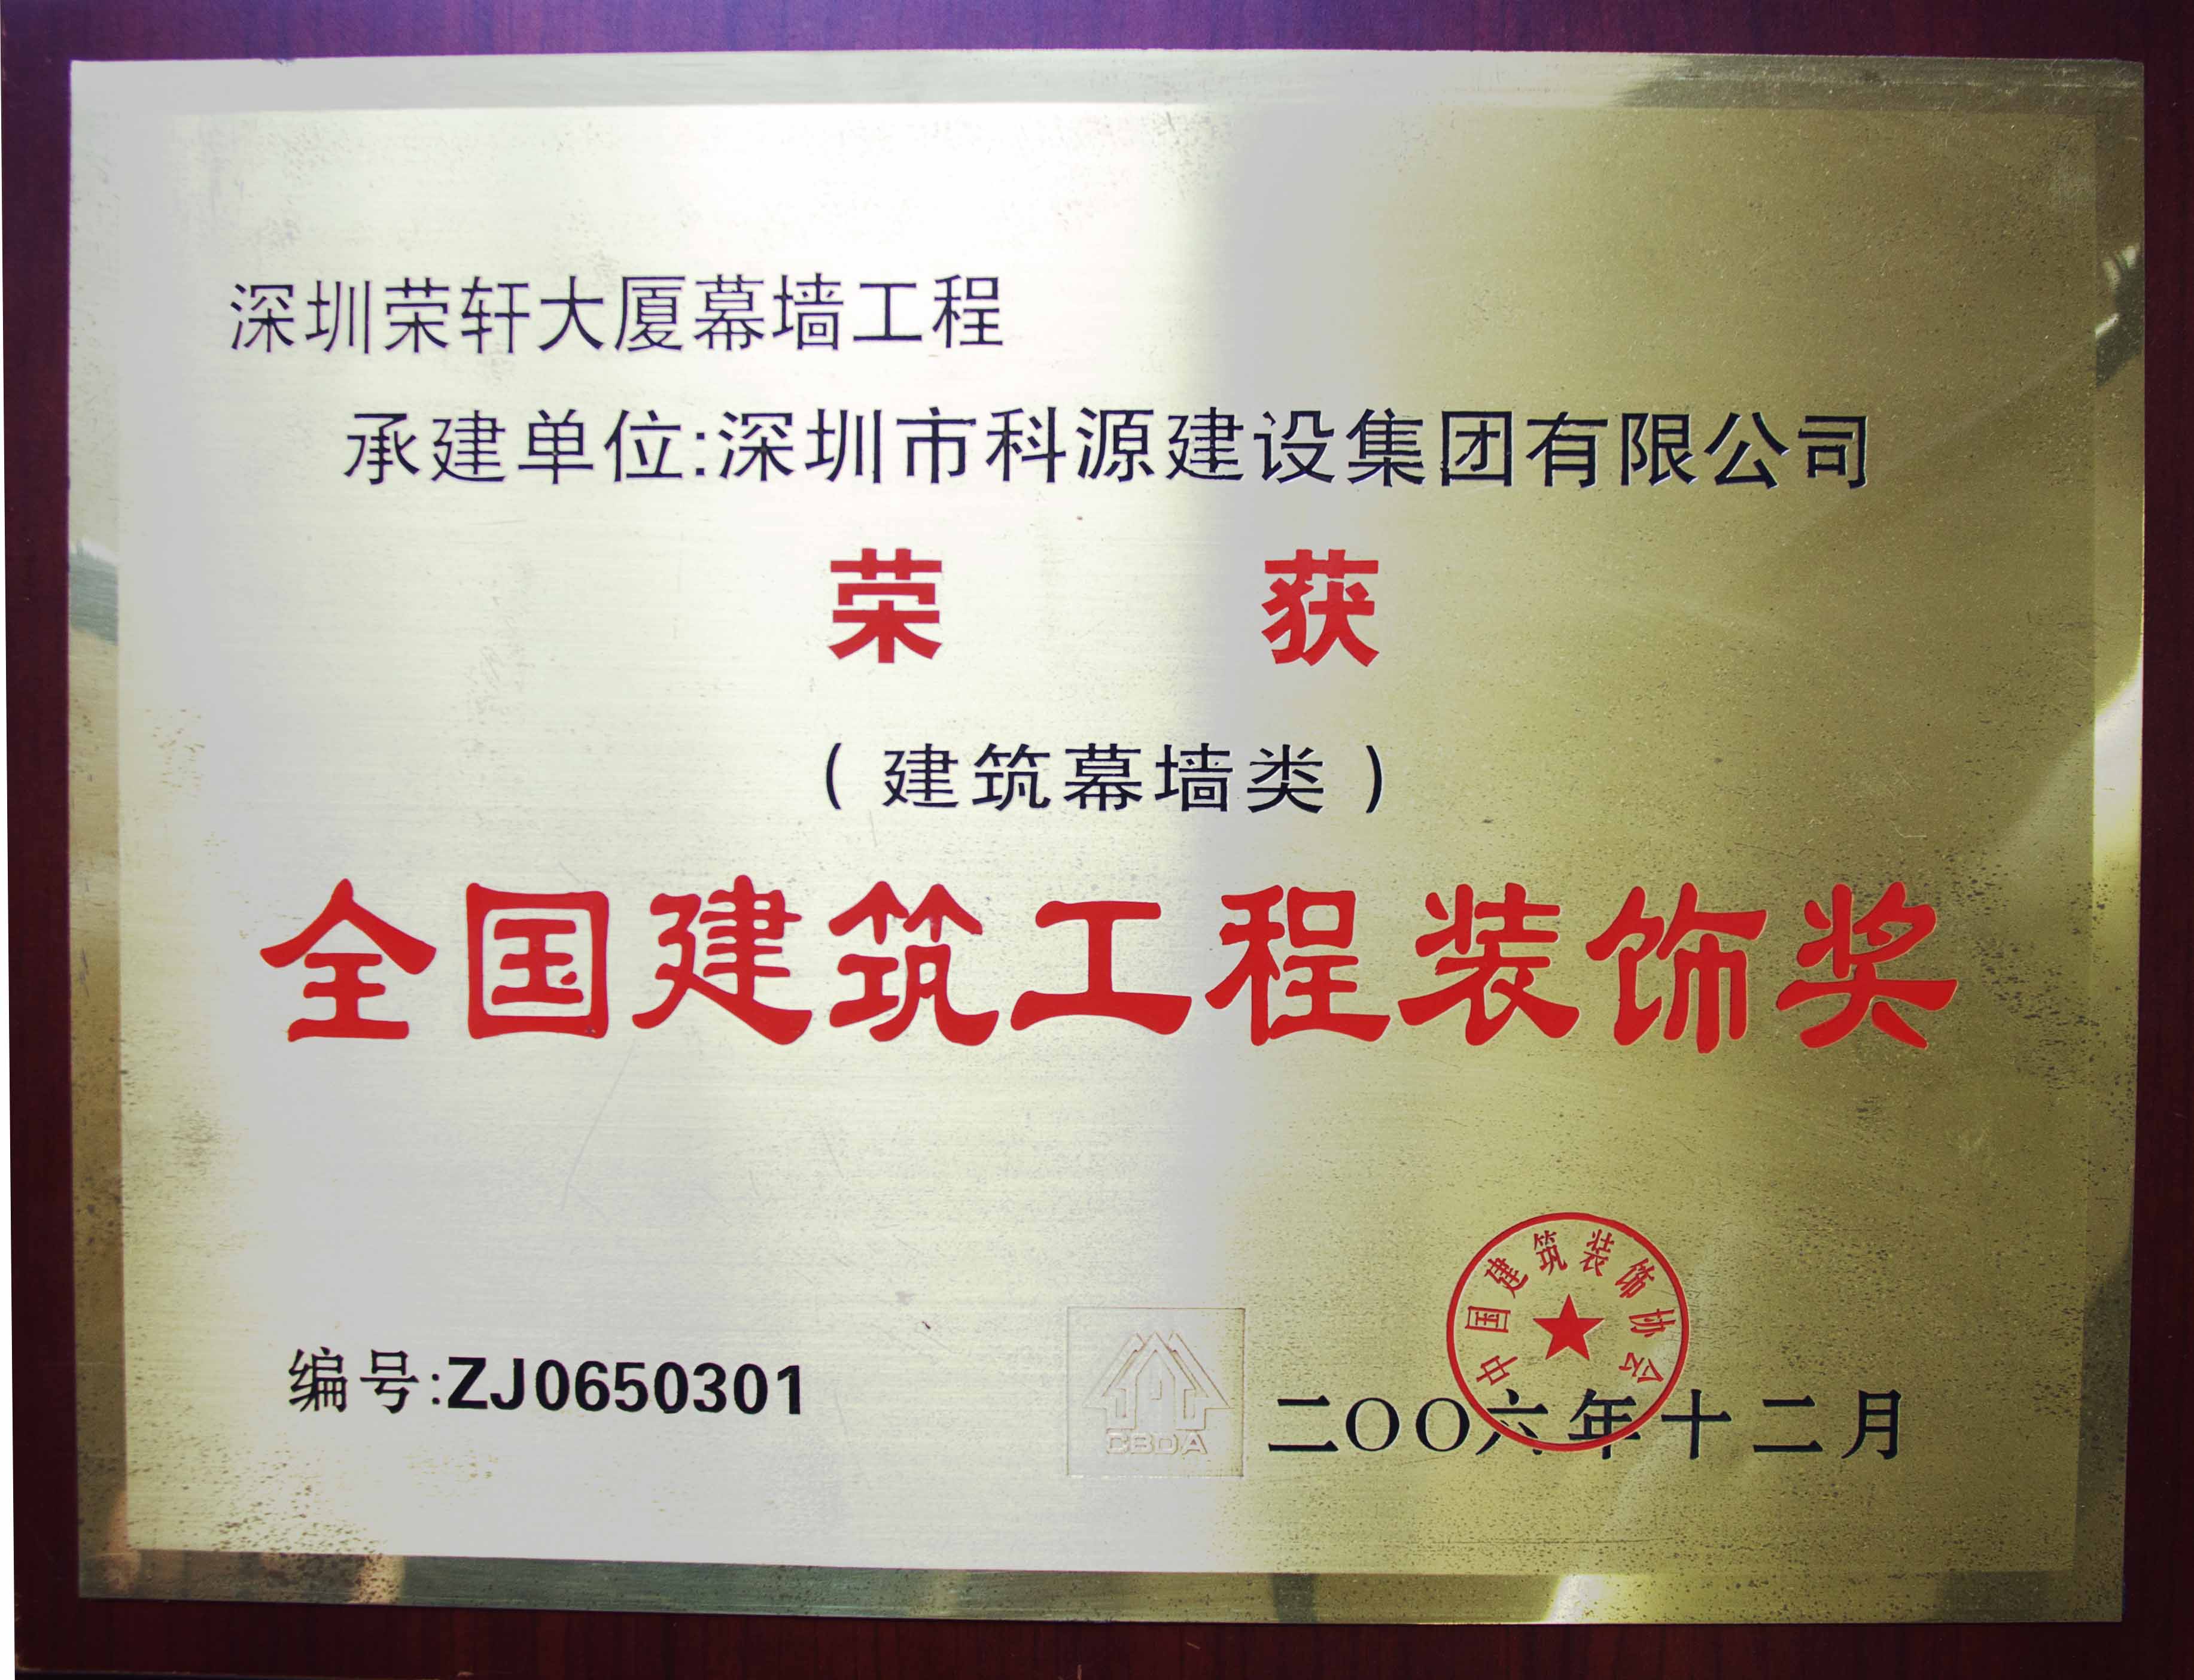 深圳荣轩大厦幕墙工程
承建单位:深圳市科源建设集团有限公司
荣 获
(建筑幕墙类)
全国建筑工程装饰奖
中国建筑装饰协会
编号:ZJ0650301
CBDA
二〇〇六年十二月